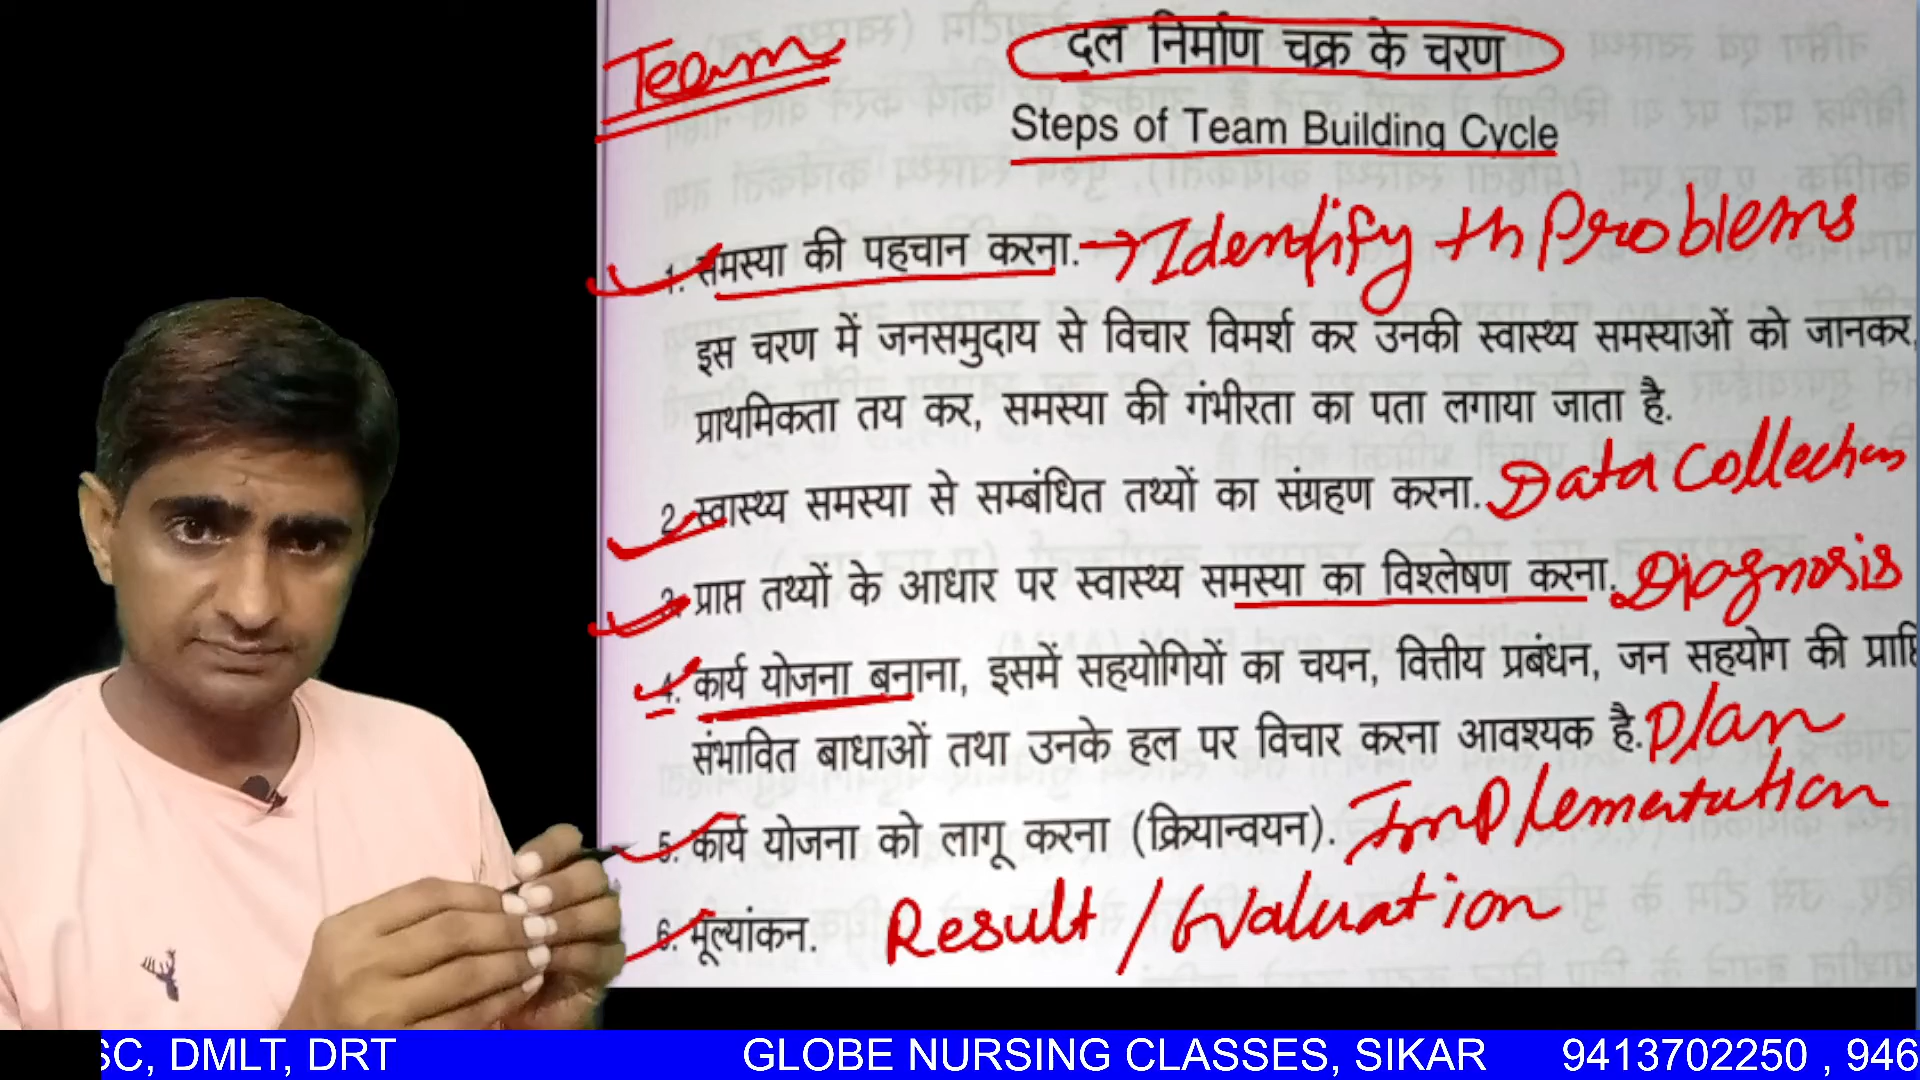 Team
दल निर्माण चक्र के चरण
Steps of Team Building Cycle
1. समस्या की पहचान करना. → Identify th Problems
इस चरण में जनसमुदाय से विचार विमर्श कर उनकी स्वास्थ्य समस्याओं को जानकर,
प्राथमिकता तय कर, समस्या की गंभीरता का पता लगाया जाता है.
2. स्वास्थ्य समस्या से सम्बंधित तथ्यों का संग्रहण करना. Data Collection
3. प्राप्त तथ्यों के आधार पर स्वास्थ्य समस्या का विश्लेषण करना. Diagnosis
4. कार्य योजना बनाना, इसमें सहयोगियों का चयन, वित्तीय प्रबंधन, जन सहयोग की
संभावित बाधाओं तथा उनके हल पर विचार करना आवश्यक है. Plan
5. कार्य योजना को लागू करना (क्रियान्वयन). Implementation
6. मूल्यांकन. Result / Evaluation
SC, DMLT, DRT GLOBE NURSING CLASSES, SIKAR 9413702250 , 946